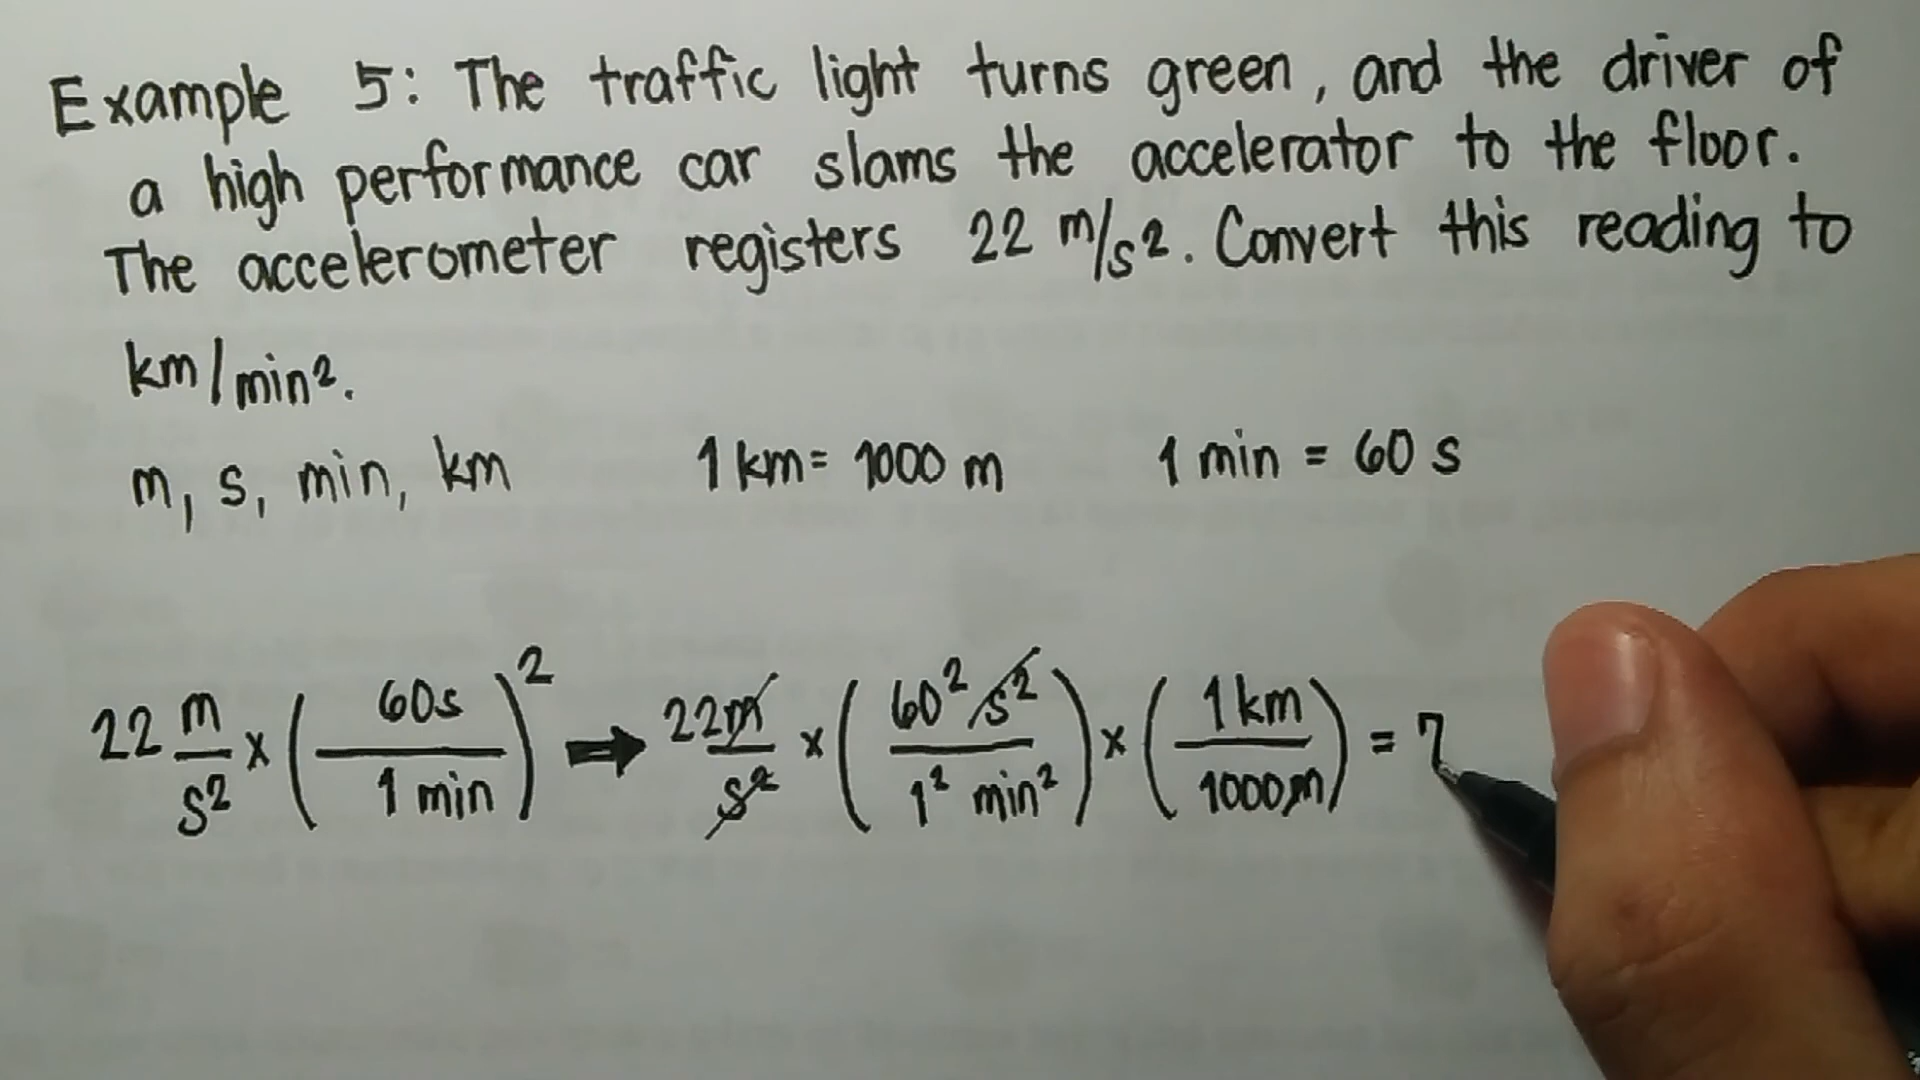 Example 5: The traffic light turns green, and the driver of
a high performance car slams the accelerator to the floor.
The accelerometer registers 22 m/s². Convert this reading to
km/min².
m, s, min, km 1 km = 1000 m 1 min = 60 s
22 m/s² x (60s / 1 min)² ➡ 22m/s² x (60² s² / 1² min²) x (1 km / 1000m) = 7